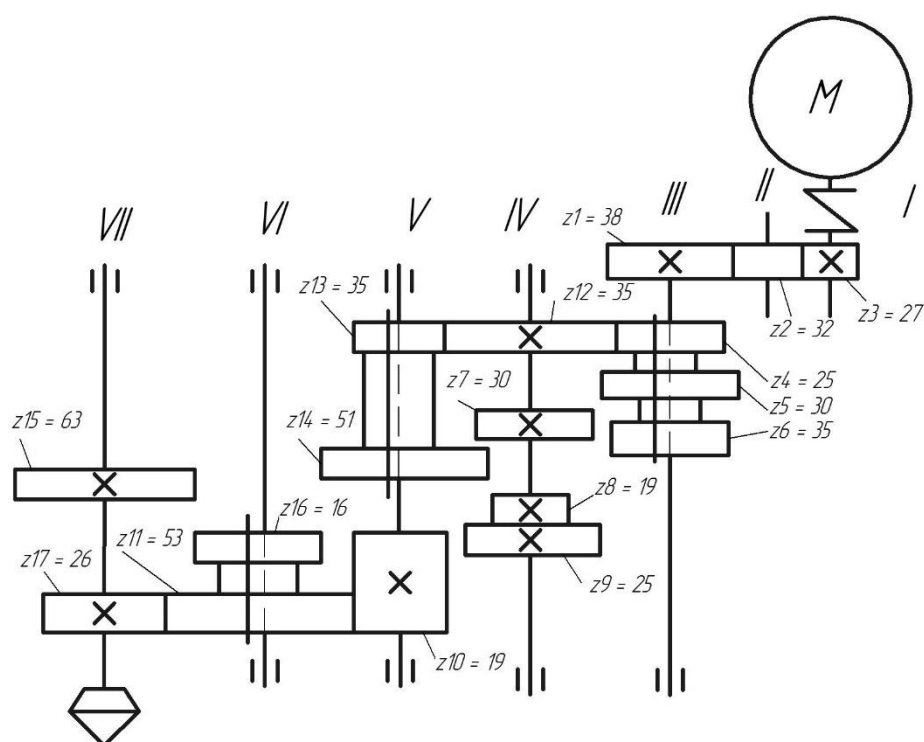 M
VII
VI
V
IV
III
II
I
z1 = 38
z13 = 35
z12 = 35
z2 = 32
z3 = 27
z7 = 30
z4 = 25
z5 = 30
z6 = 35
z15 = 63
z14 = 51
z8 = 19
z16 = 16
z11 = 53
z17 = 26
z9 = 25
z10 = 19